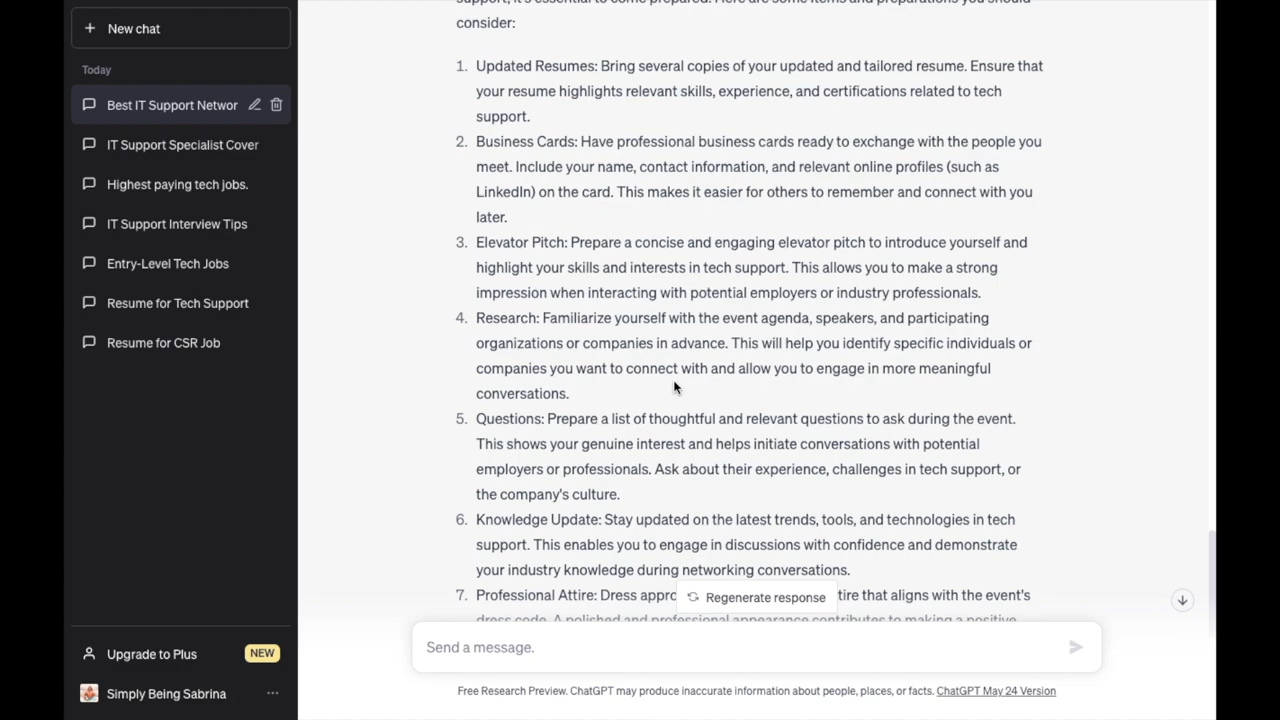 New chat
Today
Best IT Support Networ
IT Support Specialist Cover
Highest paying tech jobs.
IT Support Interview Tips
Entry-Level Tech Jobs
Resume for Tech Support
Resume for CSR Job
Upgrade to Plus NEW
Simply Being Sabrina
support, it's essential to come prepared. Here are some items and preparations you should
consider:
1. Updated Resumes: Bring several copies of your updated and tailored resume. Ensure that
your resume highlights relevant skills, experience, and certifications related to tech
support.
2. Business Cards: Have professional business cards ready to exchange with the people you
meet. Include your name, contact information, and relevant online profiles (such as
LinkedIn) on the card. This makes it easier for others to remember and connect with you
later.
3. Elevator Pitch: Prepare a concise and engaging elevator pitch to introduce yourself and
highlight your skills and interests in tech support. This allows you to make a strong
impression when interacting with potential employers or industry professionals.
4. Research: Familiarize yourself with the event agenda, speakers, and participating
organizations or companies in advance. This will help you identify specific individuals or
companies you want to connect with and allow you to engage in more meaningful
conversations.
5. Questions: Prepare a list of thoughtful and relevant questions to ask during the event.
This shows your genuine interest and helps initiate conversations with potential
employers or professionals. Ask about their experience, challenges in tech support, or
the company's culture.
6. Knowledge Update: Stay updated on the latest trends, tools, and technologies in tech
support. This enables you to engage in discussions with confidence and demonstrate
your industry knowledge during networking conversations.
7. Professional Attire: Dress appro tire that aligns with the event's
dress code. A polished and professional appearance contributes to making a positive
Regenerate response
Send a message.
Free Research Preview. ChatGPT may produce inaccurate information about people, places, or facts. ChatGPT May 24 Version